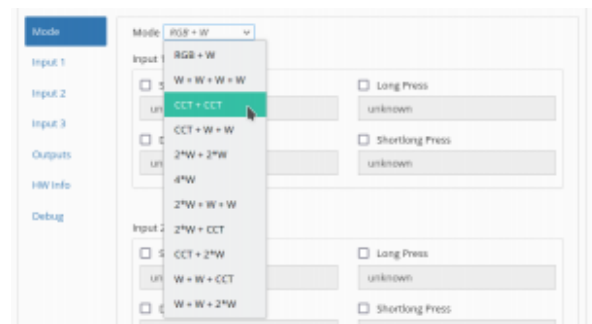 Mode
Input 1
Input 2
Input 3
Outputs
HW Info
Debug
Mode RGB + W
RGB + W
W + W + W + W
CCT + CCT
CCT + W + W
2*W + 2*W
4*W
2*W + W + W
2*W + CCT
CCT + 2*W
W + W + CCT
W + W + 2*W
Input 1
Long Press
unknown
Shortlong Press
Input 2
Long Press
unknown
Shortlong Press